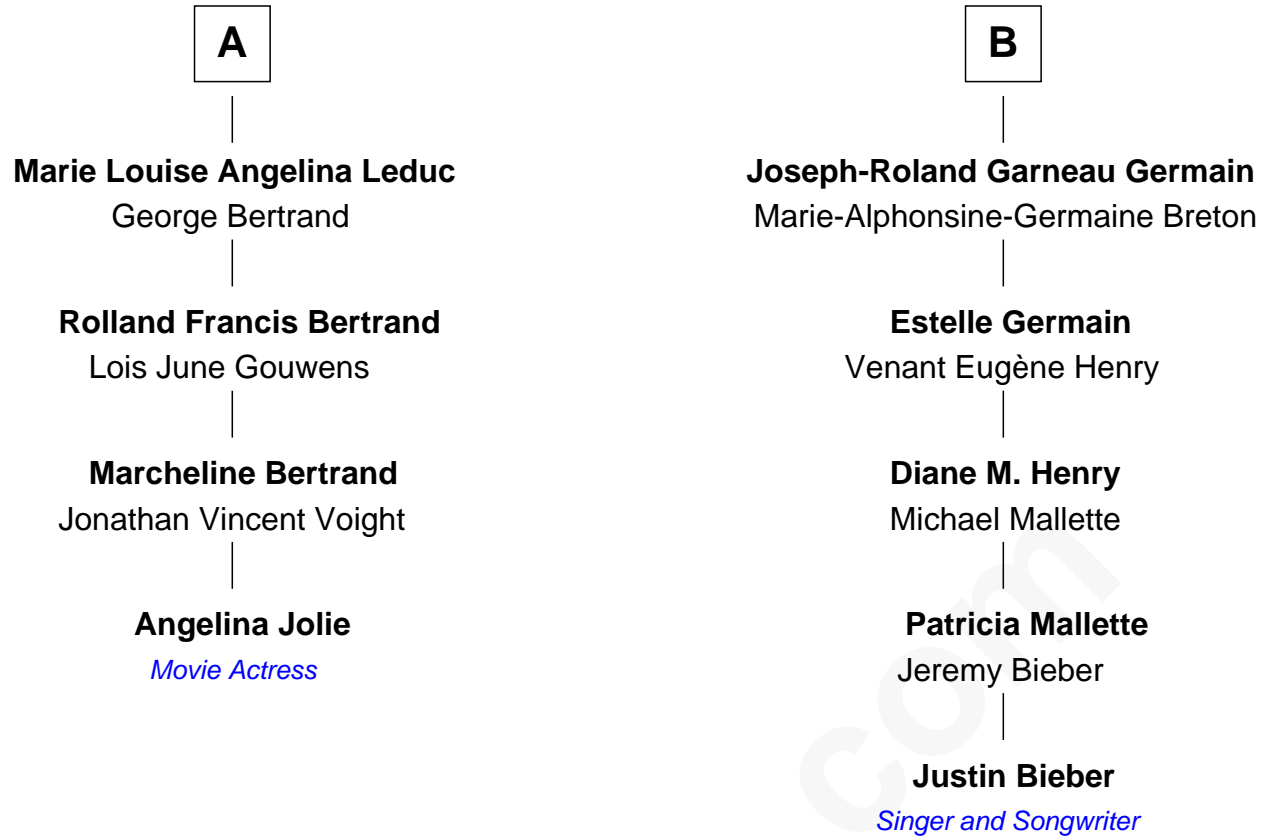 A
Marie Louise Angelina Leduc
George Bertrand
Rolland Francis Bertrand
Lois June Gouwens
Marcheline Bertrand
Jonathan Vincent Voight
Angelina Jolie
Movie Actress
B
Joseph-Roland Garneau Germain
Marie-Alphonsine-Germaine Breton
Estelle Germain
Venant Eugène Henry
Diane M. Henry
Michael Mallette
Patricia Mallette
Jeremy Bieber
Justin Bieber
Singer and Songwriter
com